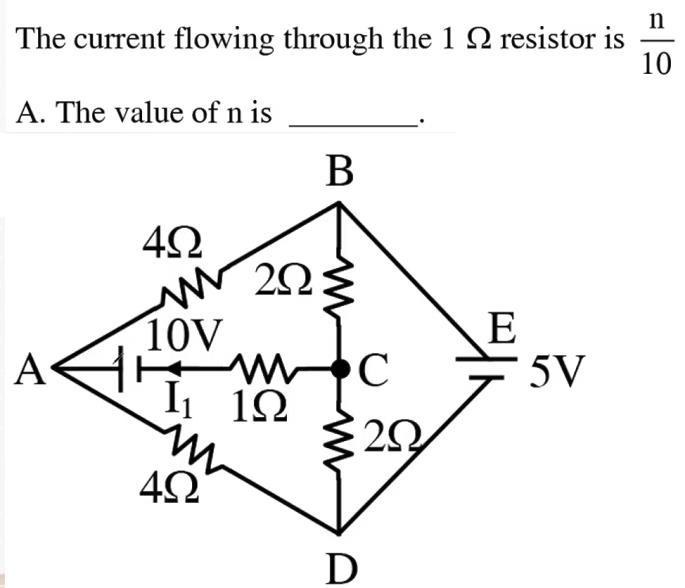 The current flowing through the 1 Ω resistor is n/10
A. The value of n is ________.
B
4Ω
2Ω
10V
E
A
C
5V
I₁
1Ω
2Ω
4Ω
D